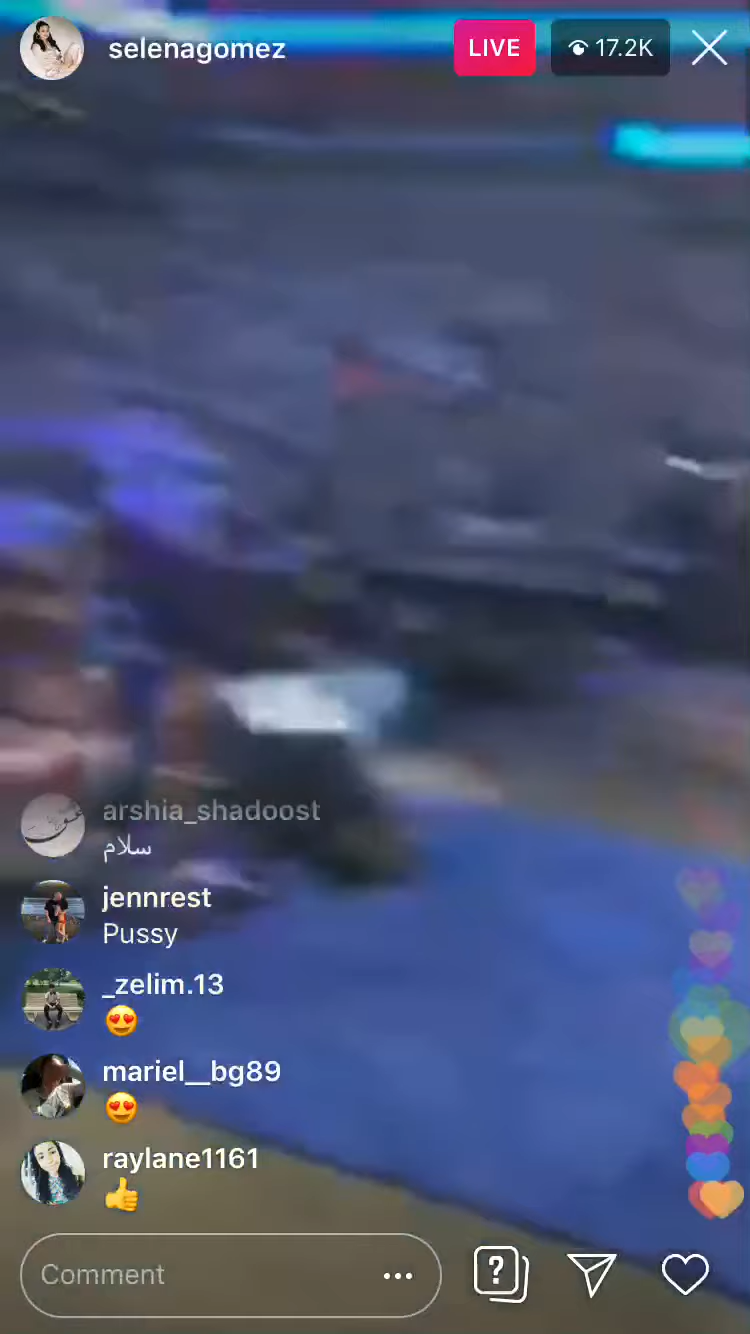 selenagomez
LIVE
17.2K
arshia_shadoost
سلام
jennrest
Pussy
_zelim.13
😍
mariel__bg89
😍
raylane1161
👍
Comment
?